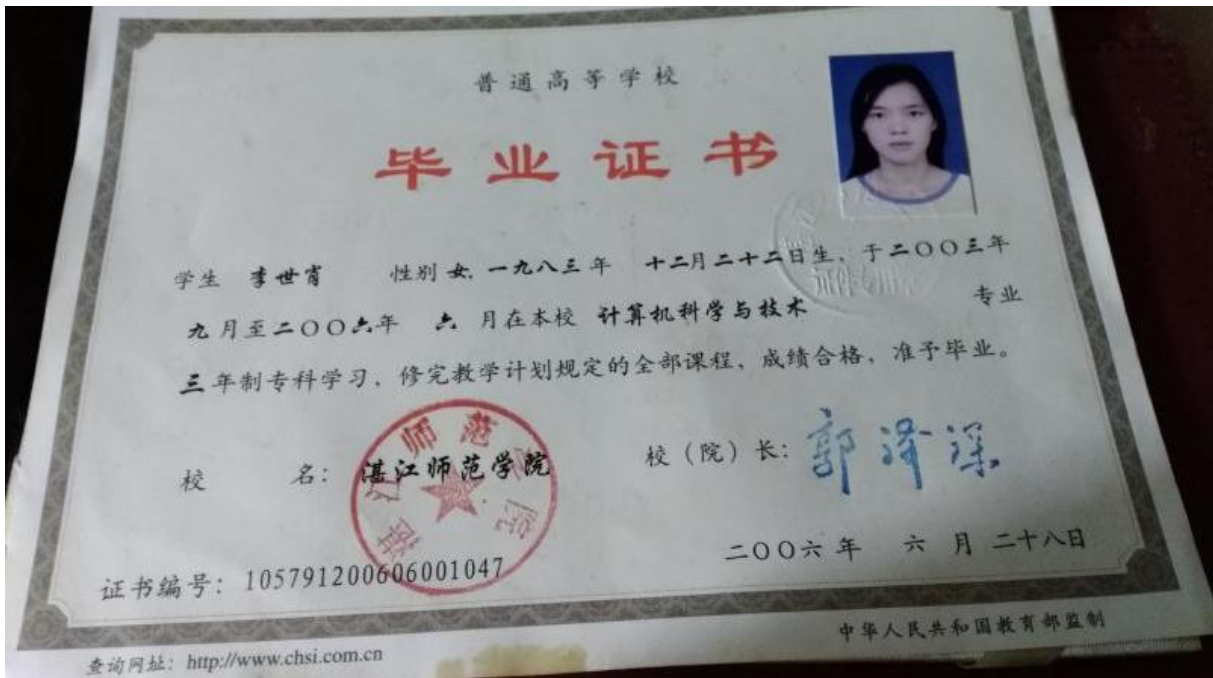 普通高等学校
毕业证书
学生 李世宵 性别 女, 一九八三年 十二月二十二日生, 于二〇〇三年
九月至二〇〇六年 六月在本校 计算机科学与技术 专业
三年制专科学习, 修完教学计划规定的全部课程, 成绩合格, 准予毕业。
校 名: 湛江师范学院
湛江师范学院
校 (院) 长: 郭泽深
二〇〇六年 六月二十八日
证书编号: 105791200606001047
中华人民共和国教育部监制
查询网址: http://www.chsi.com.cn